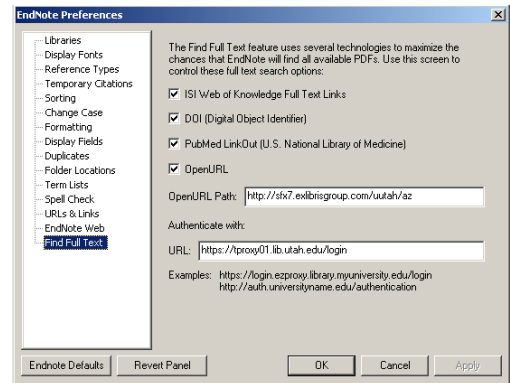 EndNote Preferences
Libraries
Display Fonts
Reference Types
Temporary Citations
Sorting
Change Case
Formatting
Display Fields
Duplicates
Folder Locations
Term Lists
Spell Check
URLs & Links
EndNote Web
Find Full Text
The Find Full Text feature uses several technologies to maximize the
chances that EndNote will find all available PDFs. Use this screen to
control these full text search options:
ISI Web of Knowledge Full Text Links
DOI (Digital Object Identifier)
PubMed LinkOut (U.S. National Library of Medicine)
OpenURL
OpenURL Path: http://sfx7.exlibrisgroup.com/uutah/az
Authenticate with:
URL: https://tproxy01.lib.utah.edu/login
Examples: https://login.ezproxy.library.myuniversity.edu/login
http://auth.universityname.edu/authentication
Endnote Defaults Revert Panel OK Cancel Apply